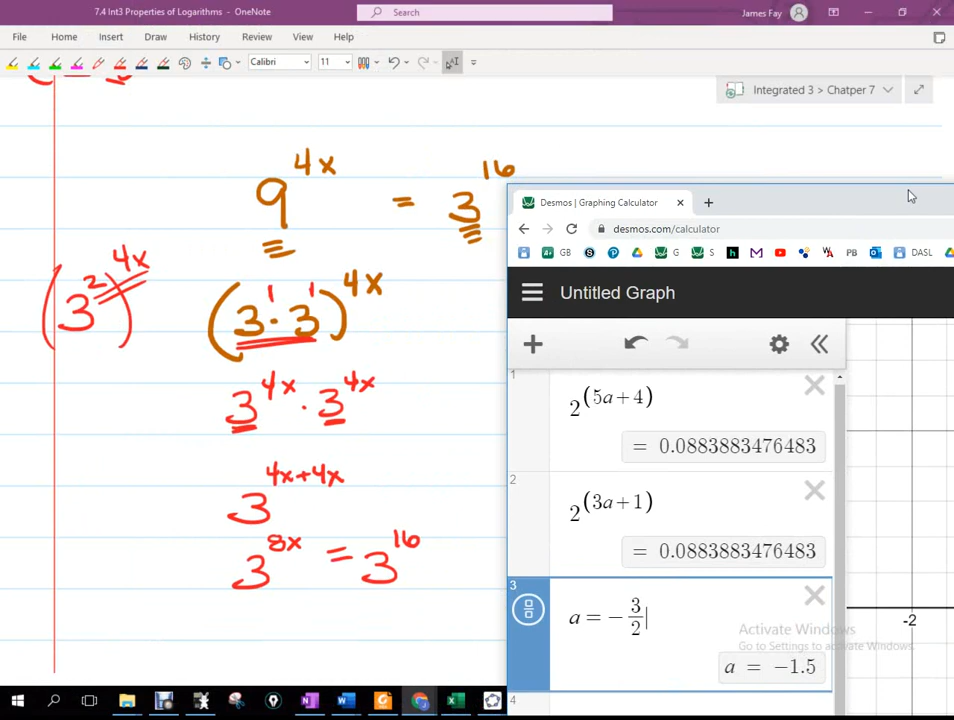 7.4 Int3 Properties of Logarithms - OneNote
Search
James Fay
File Home Insert Draw History Review View Help
Calibri 11
Integrated 3 > Chatper 7
9^{4x} = 3^{16}
(3^2)^{4x}
(3^1 · 3^1)^{4x}
3^{4x} · 3^{4x}
3^{4x+4x}
3^{8x} = 3^{16}
Desmos | Graphing Calculator
desmos.com/calculator
GB G S PB DASL
Untitled Graph
1
2^{(5a+4)}
= 0.0883883476483
2
2^{(3a+1)}
= 0.0883883476483
3
a = -3/2
a = −1.5
4
-2
Activate Windows
Go to Settings to activate Windows.